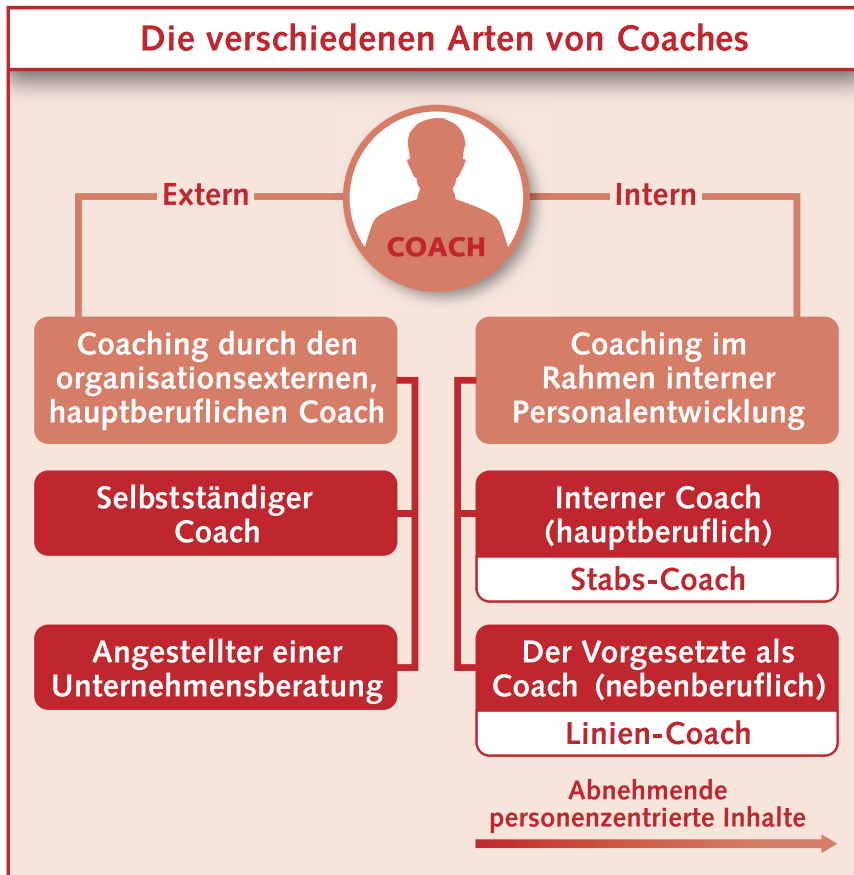 Die verschiedenen Arten von Coaches
Extern
Intern
COACH
Coaching durch den
organisationsexternen,
hauptberuflichen Coach
Selbstständiger
Coach
Angestellter einer
Unternehmensberatung
Coaching im
Rahmen interner
Personalentwicklung
Interner Coach
(hauptberuflich)
Stabs-Coach
Der Vorgesetzte als
Coach (nebenberuflich)
Linien-Coach
Abnehmende
personenzentrierte Inhalte